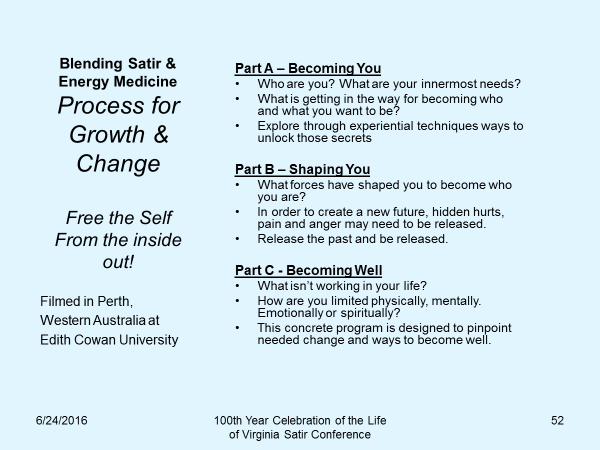 Blending Satir &
Energy Medicine
Process for
Growth &
Change
Free the Self
From the inside
out!
Filmed in Perth,
Western Australia at
Edith Cowan University
Part A – Becoming You
• Who are you? What are your innermost needs?
• What is getting in the way for becoming who
and what you want to be?
• Explore through experiential techniques ways to
unlock those secrets
Part B – Shaping You
• What forces have shaped you to become who
you are?
• In order to create a new future, hidden hurts,
pain and anger may need to be released.
• Release the past and be released.
Part C - Becoming Well
• What isn’t working in your life?
• How are you limited physically, mentally.
Emotionally or spiritually?
• This concrete program is designed to pinpoint
needed change and ways to become well.
6/24/2016
100th Year Celebration of the Life
of Virginia Satir Conference
52